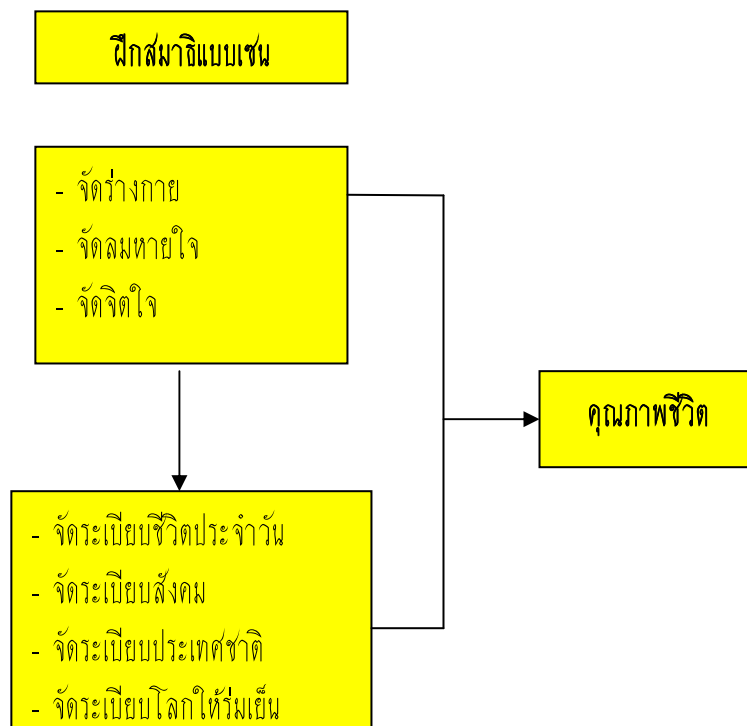 ฝึกสมาธิแบบเซน
- จัดร่างกาย
- จัดลมหายใจ
- จัดจิตใจ
คุณภาพชีวิต
- จัดระเบียบชีวิตประจำวัน
- จัดระเบียบสังคม
- จัดระเบียบประเทศชาติ
- จัดระเบียบโลกให้ร่มเย็น